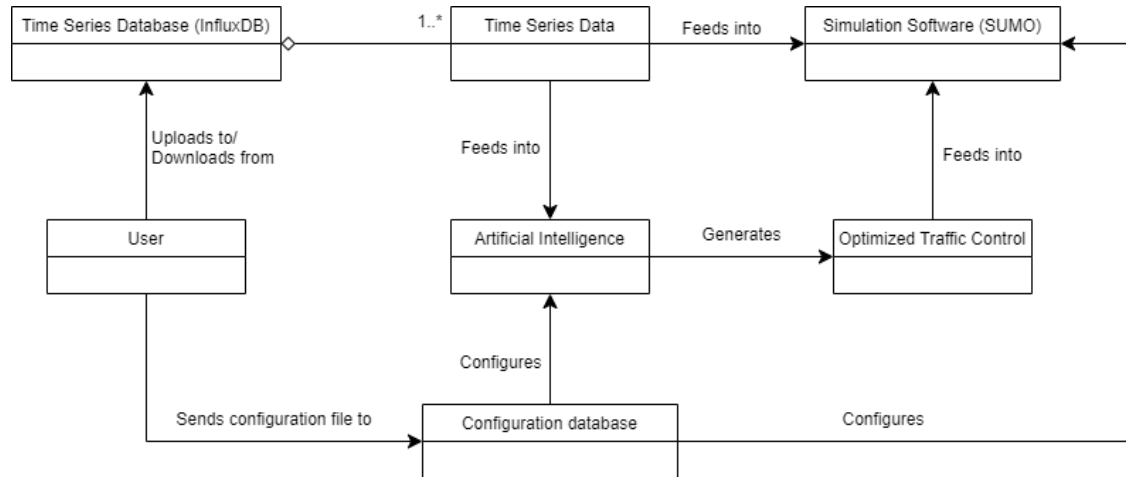 Time Series Database (InfluxDB)
1..*
Time Series Data
Feeds into
Simulation Software (SUMO)
Uploads to/
Downloads from
Feeds into
Feeds into
User
Artificial Intelligence
Generates
Optimized Traffic Control
Configures
Sends configuration file to
Configuration database
Configures